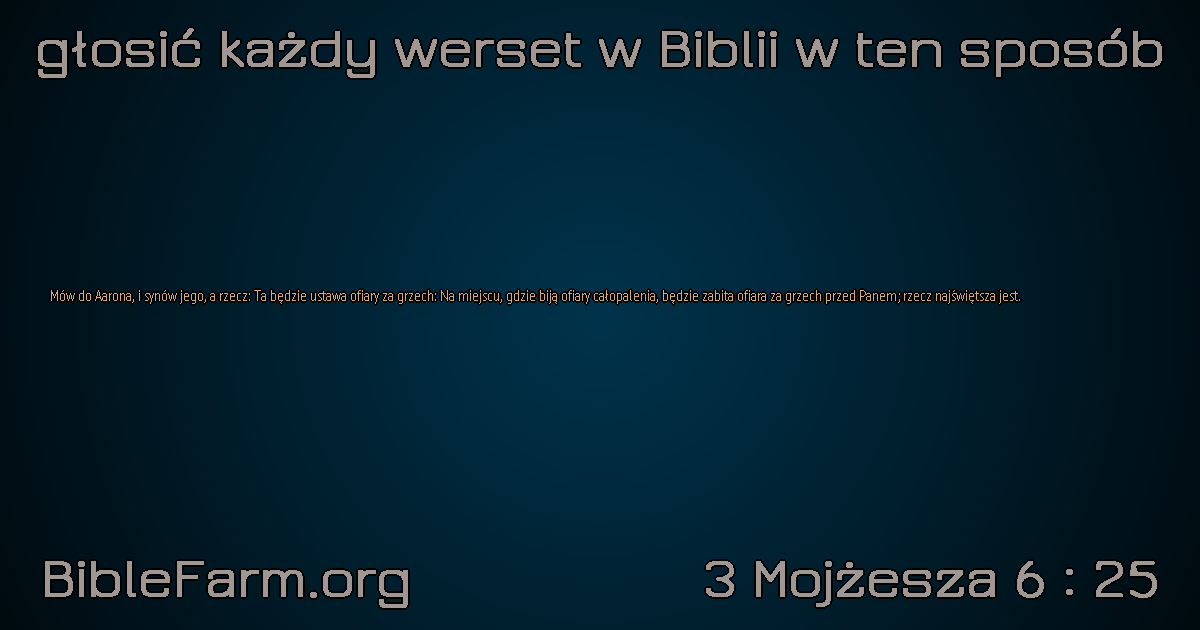 głosić każdy werset w Biblii w ten sposób
Mów do Aarona, i synów jego, a rzecz: Ta będzie ustawa ofiary za grzech: Na miejscu, gdzie biją ofiary całopalenia, będzie zabita ofiara za grzech przed Panem; rzecz najświętsza jest.
BibleFarm.org
3 Mojżesza 6 : 25